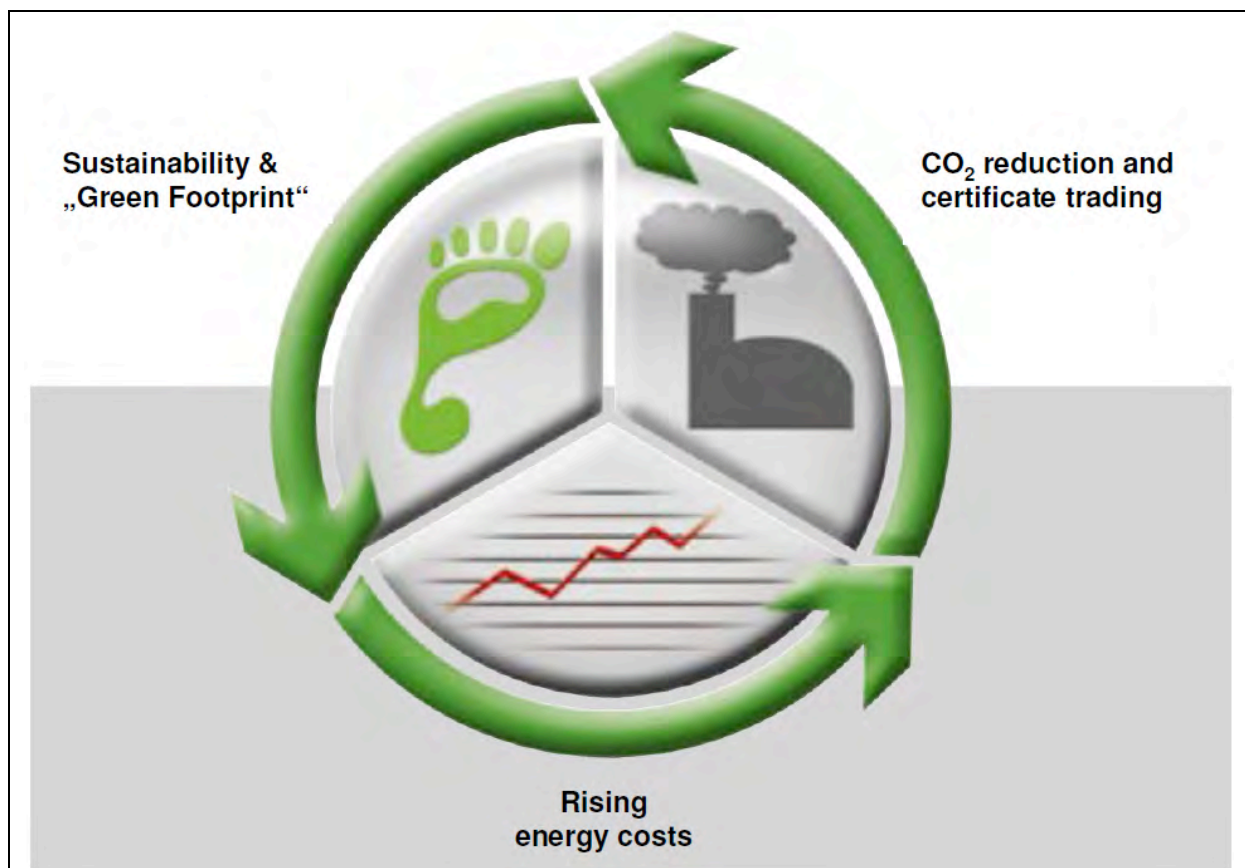 Sustainability &
„Green Footprint“
CO₂ reduction and
certificate trading
Rising
energy costs